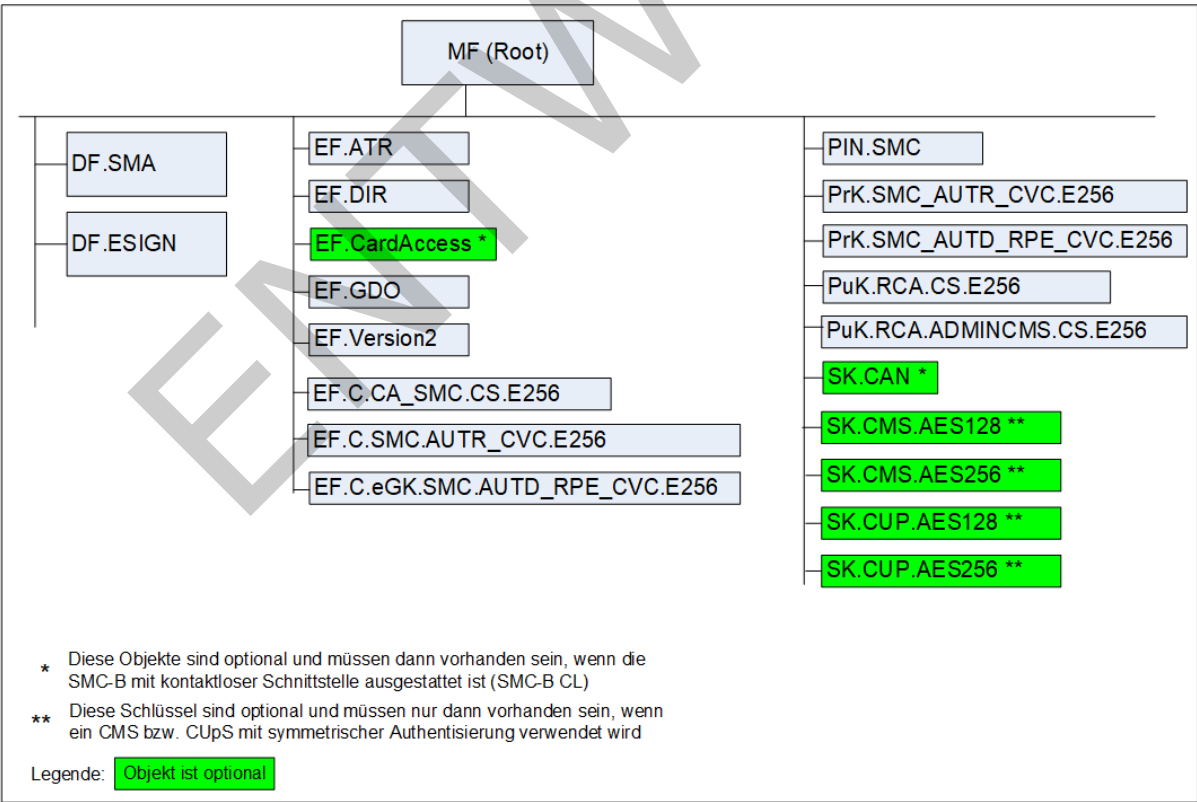 MF (Root)
DF.SMA
DF.ESIGN
EF.ATR
EF.DIR
EF.CardAccess *
EF.GDO
EF.Version2
EF.C.CA_SMC.CS.E256
EF.C.SMC.AUTR_CVC.E256
EF.C.eGK.SMC.AUTD_RPE_CVC.E256
PIN.SMC
PrK.SMC_AUTR_CVC.E256
PrK.SMC_AUTD_RPE_CVC.E256
PuK.RCA.CS.E256
PuK.RCA.ADMINCMS.CS.E256
SK.CAN *
SK.CMS.AES128 **
SK.CMS.AES256 **
SK.CUP.AES128 **
SK.CUP.AES256 **
* Diese Objekte sind optional und müssen dann vorhanden sein, wenn die
SMC-B mit kontaktloser Schnittstelle ausgestattet ist (SMC-B CL)
** Diese Schlüssel sind optional und müssen nur dann vorhanden sein, wenn
ein CMS bzw. CUpS mit symmetrischer Authentisierung verwendet wird
Legende: Objekt ist optional
ENTW